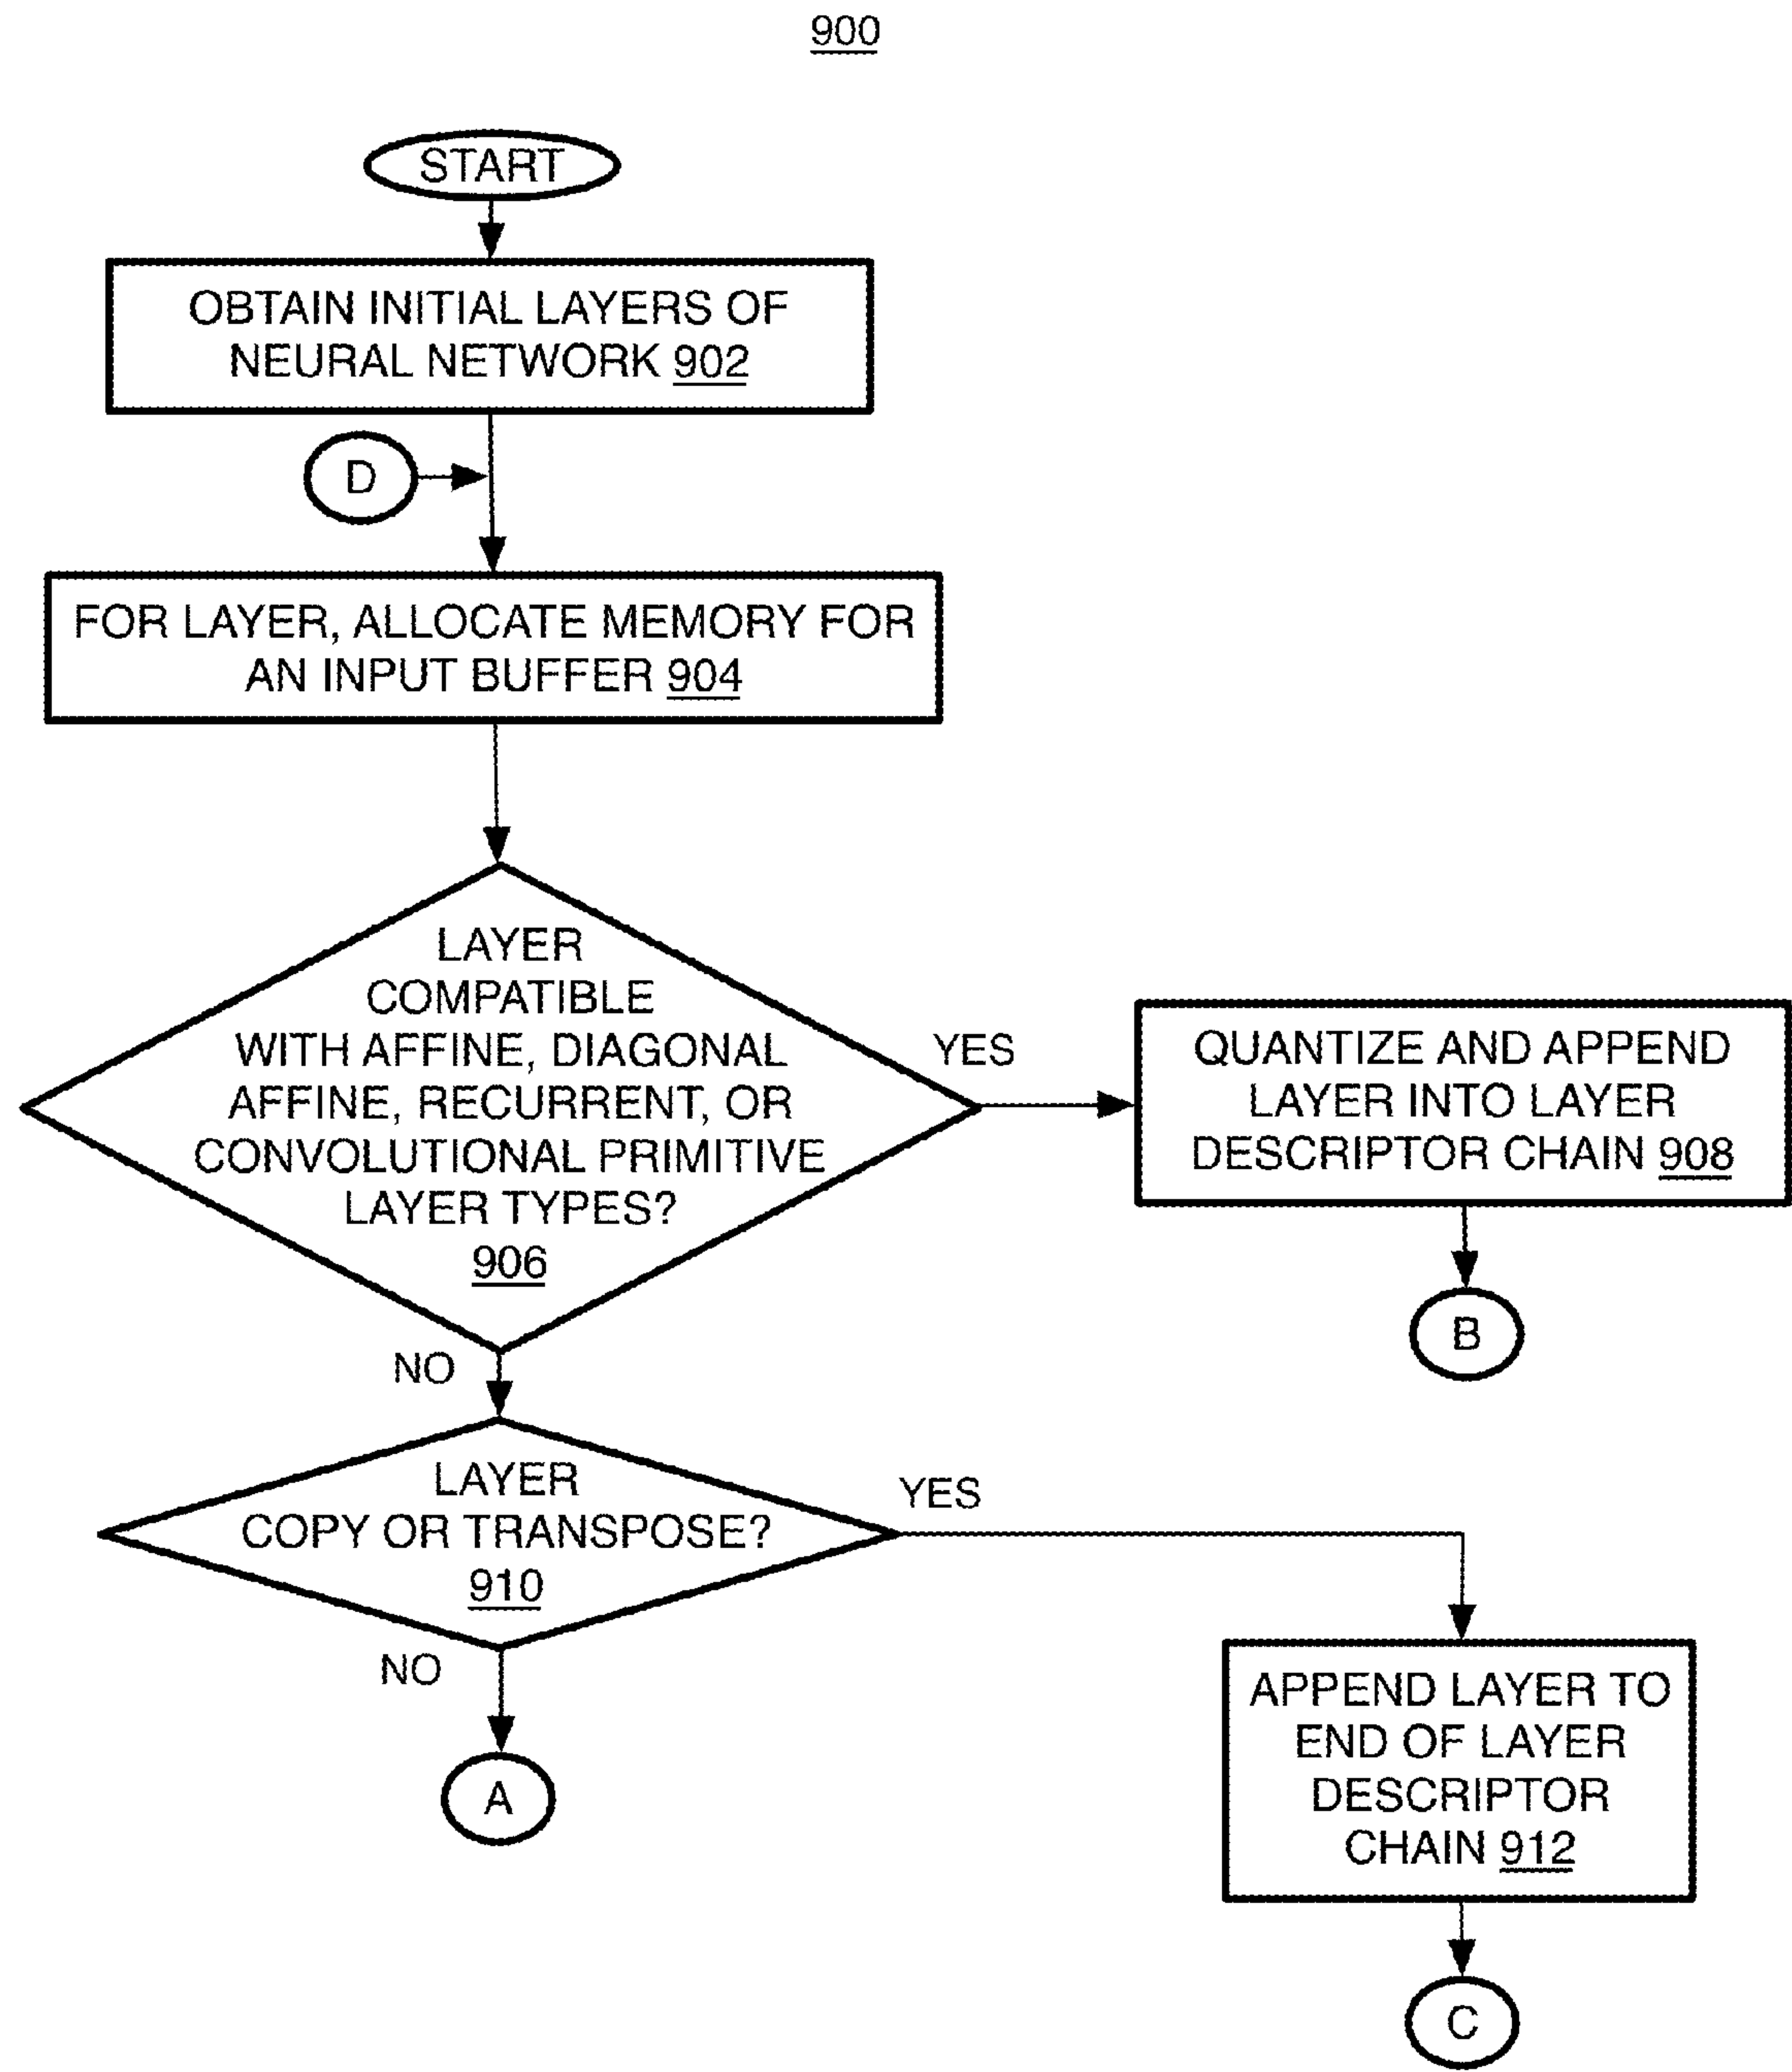 900
START
OBTAIN INITIAL LAYERS OF
NEURAL NETWORK 902
D
FOR LAYER, ALLOCATE MEMORY FOR
AN INPUT BUFFER 904
LAYER
COMPATIBLE
WITH AFFINE, DIAGONAL
AFFINE, RECURRENT, OR
CONVOLUTIONAL PRIMITIVE
LAYER TYPES?
906
YES
QUANTIZE AND APPEND
LAYER INTO LAYER
DESCRIPTOR CHAIN 908
B
NO
LAYER
COPY OR TRANSPOSE?
910
YES
NO
A
APPEND LAYER TO
END OF LAYER
DESCRIPTOR
CHAIN 912
C